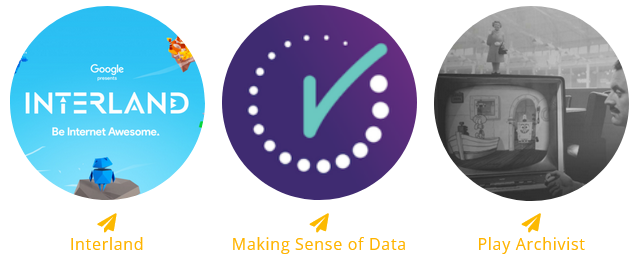 Google
presents
INTERLAND
Be Internet Awesome.
Interland
Making Sense of Data
Play Archivist